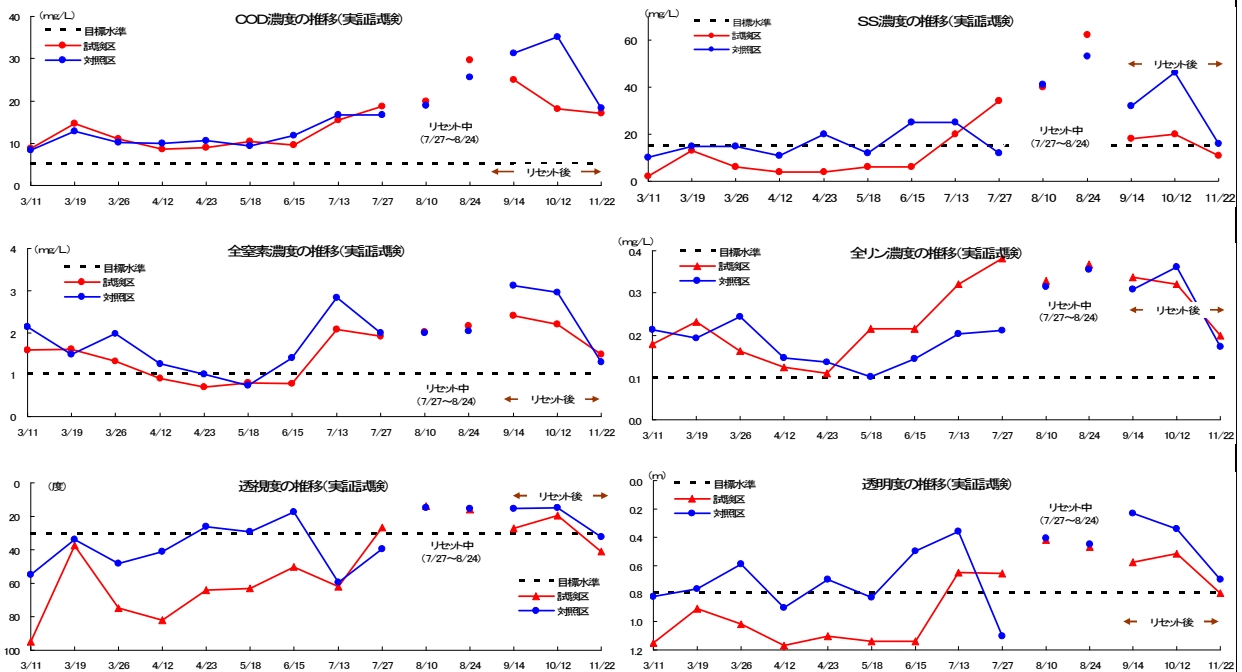 COD濃度の推移(実証試験)
(mg/L)
目標水準
試験区
対照区
40
30
20
10
0
リセット中
(7/27～8/24)
リセット後
3/11 3/19 3/26 4/12 4/23 5/18 6/15 7/13 7/27 8/10 8/24 9/14 10/12 11/22
SS濃度の推移(実証試験)
(mg/L)
目標水準
試験区
対照区
リセット後
60
40
20
0
リセット中
(7/27～8/24)
3/11 3/19 3/26 4/12 4/23 5/18 6/15 7/13 7/27 8/10 8/24 9/14 10/12 11/22
全窒素濃度の推移(実証試験)
(mg/L)
目標水準
試験区
対照区
4
3
2
1
0
リセット中
(7/27～8/24)
リセット後
3/11 3/19 3/26 4/12 4/23 5/18 6/15 7/13 7/27 8/10 8/24 9/14 10/12 11/22
全リン濃度の推移(実証試験)
(mg/L)
目標水準
試験区
対照区
0.4
0.3
0.2
0.1
0.0
リセット中
(7/27～8/24)
リセット後
3/11 3/19 3/26 4/12 4/23 5/18 6/15 7/13 7/27 8/10 8/24 9/14 10/12 11/22
透視度の推移(実証試験)
(度)
リセット後
0
20
40
60
80
100
リセット中
(7/27～8/24)
目標水準
試験区
対照区
3/11 3/19 3/26 4/12 4/23 5/18 6/15 7/13 7/27 8/10 8/24 9/14 10/12 11/22
透明度の推移(実証試験)
(m)
目標水準
試験区
対照区
0.0
0.2
0.4
0.6
0.8
1.0
1.2
リセット中
(7/27～8/24)
リセット後
3/11 3/19 3/26 4/12 4/23 5/18 6/15 7/13 7/27 8/10 8/24 9/14 10/12 11/22